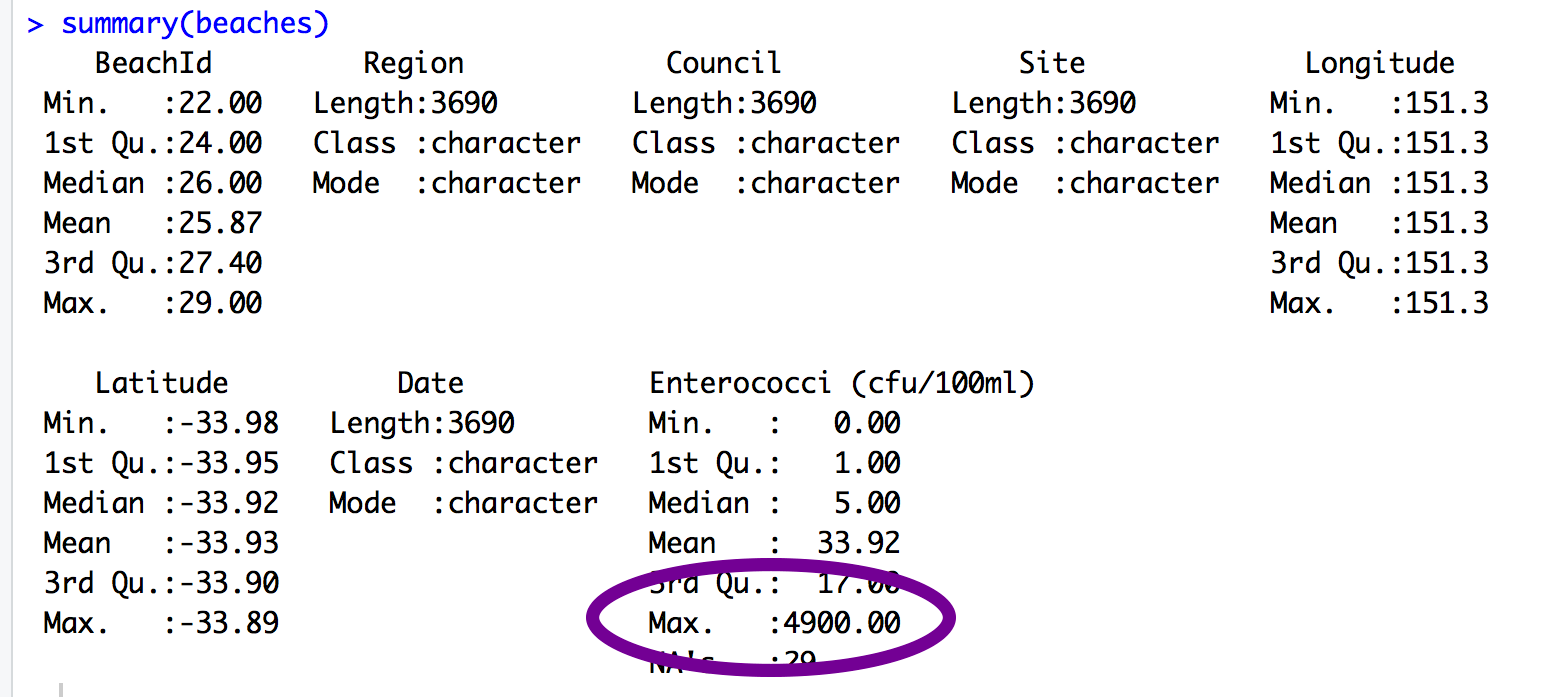 > summary(beaches)
BeachId Region Council Site Longitude
Min. :22.00 Length:3690 Length:3690 Length:3690 Min. :151.3
1st Qu.:24.00 Class :character Class :character Class :character 1st Qu.:151.3
Median :26.00 Mode :character Mode :character Mode :character Median :151.3
Mean :25.87 Mean :151.3
3rd Qu.:27.40 3rd Qu.:151.3
Max. :29.00 Max. :151.3
Latitude Date Enterococci (cfu/100ml)
Min. :-33.98 Length:3690 Min. : 0.00
1st Qu.:-33.95 Class :character 1st Qu.: 1.00
Median :-33.92 Mode :character Median : 5.00
Mean :-33.93 Mean : 33.92
3rd Qu.:-33.90 3rd Qu.: 17.00
Max. :-33.89 Max. :4900.00
NA's :29